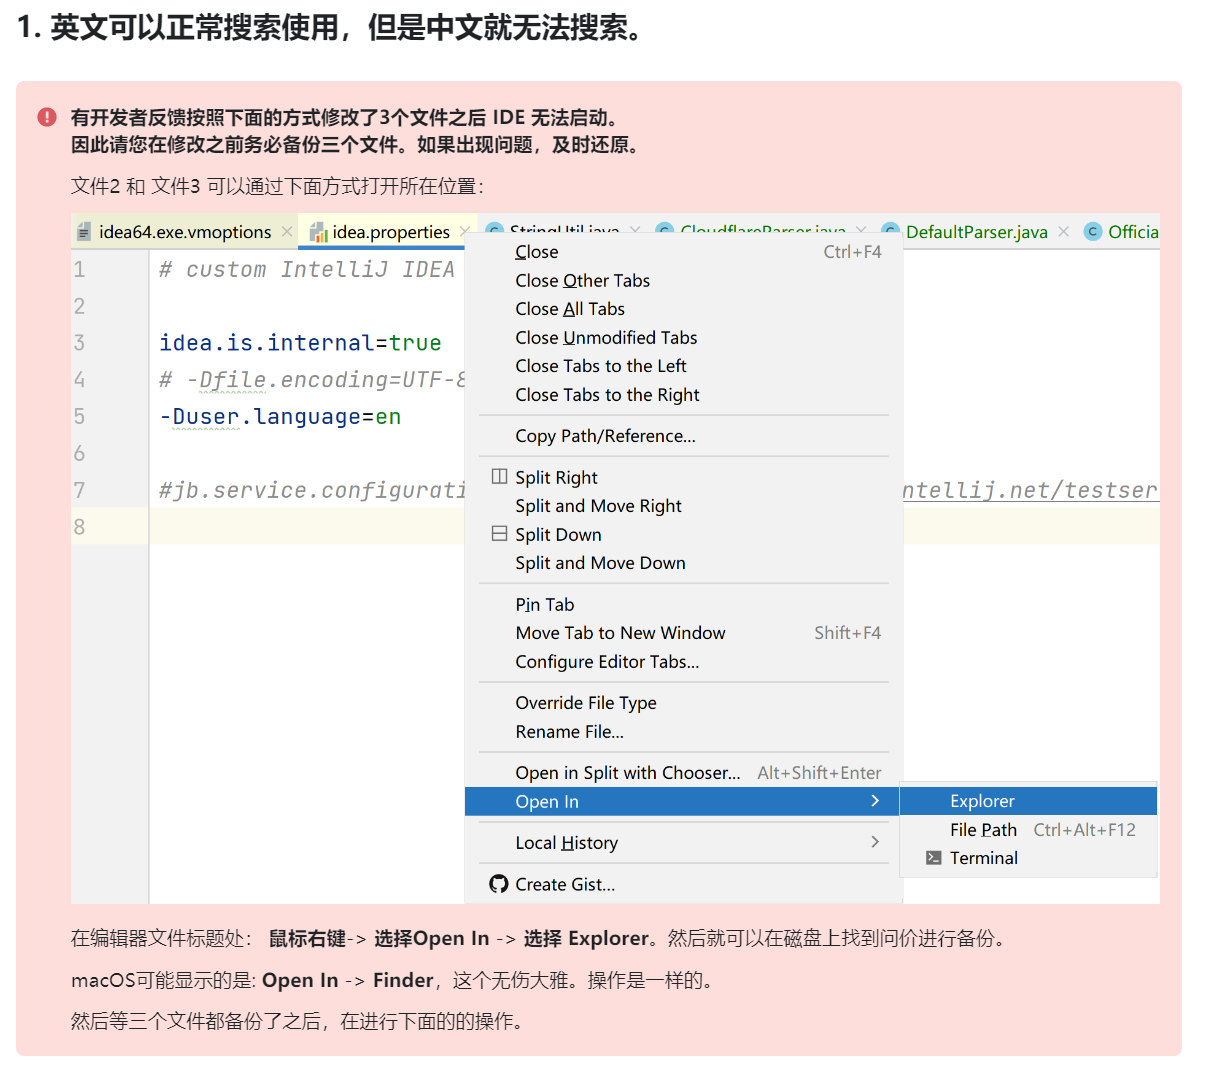 1. 英文可以正常搜索使用，但是中文就无法搜索。
有开发者反馈按照下面的方式修改了3个文件之后 IDE 无法启动。
因此请您在修改之前务必备份三个文件。如果出现问题，及时还原。
文件2 和 文件3 可以通过下面方式打开所在位置：
idea64.exe.vmoptions idea.properties StringUtil.java CloudflareParser.java DefaultParser.java Officia
1 # custom IntelliJ IDEA
2
3 idea.is.internal=true
4 # -Dfile.encoding=UTF-8
5 -Duser.language=en
6
7 #jb.service.configurati ntellij.net/testser
8
Close Ctrl+F4
Close Other Tabs
Close All Tabs
Close Unmodified Tabs
Close Tabs to the Left
Close Tabs to the Right
Copy Path/Reference...
Split Right
Split and Move Right
Split Down
Split and Move Down
Pin Tab
Move Tab to New Window Shift+F4
Configure Editor Tabs...
Override File Type
Rename File...
Open in Split with Chooser... Alt+Shift+Enter
Open In
Explorer
File Path Ctrl+Alt+F12
Terminal
Local History
Create Gist...
在编辑器文件标题处： 鼠标右键-> 选择Open In -> 选择 Explorer。然后就可以在磁盘上找到问价进行备份。
macOS可能显示的是: Open In -> Finder，这个无伤大雅。操作是一样的。
然后等三个文件都备份了之后，在进行下面的的操作。